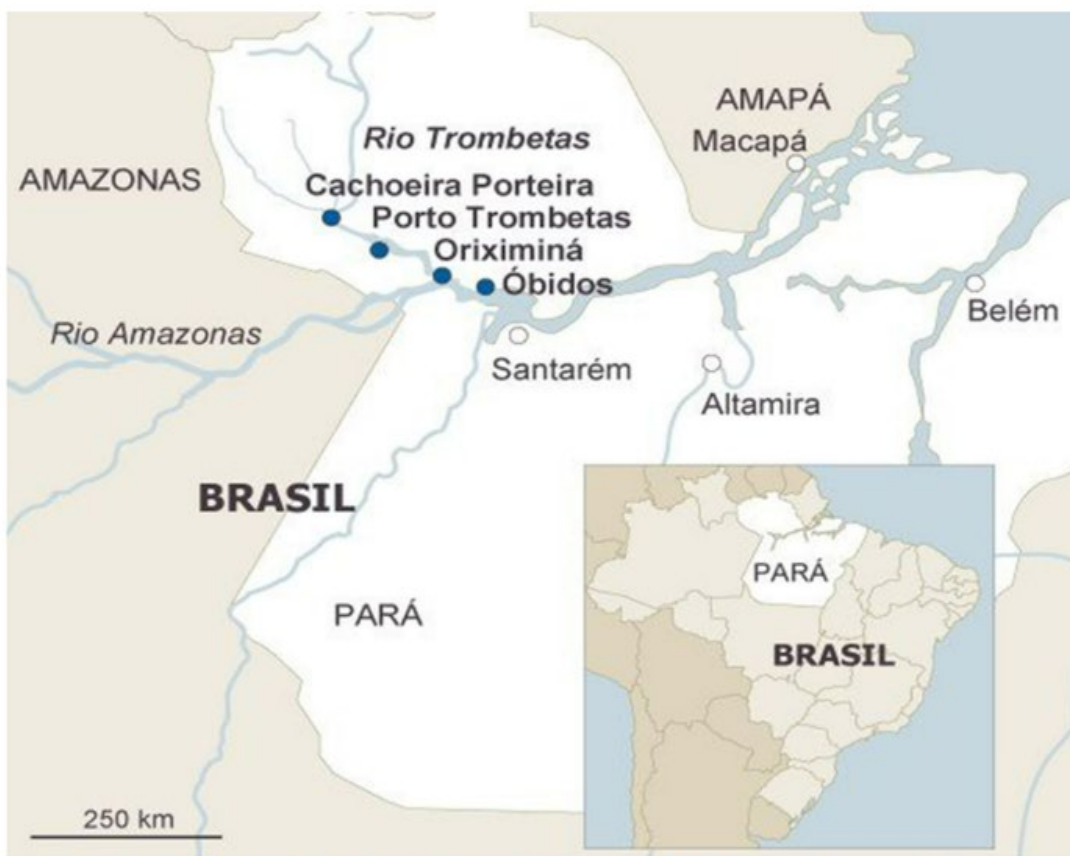 AMAPÁ
Macapá
Rio Trombetas
AMAZONAS
Cachoeira Porteira
Porto Trombetas
Oriximiná
Óbidos
Belém
Rio Amazonas
Santarém
Altamira
BRASIL
PARÁ
PARÁ
BRASIL
250 km